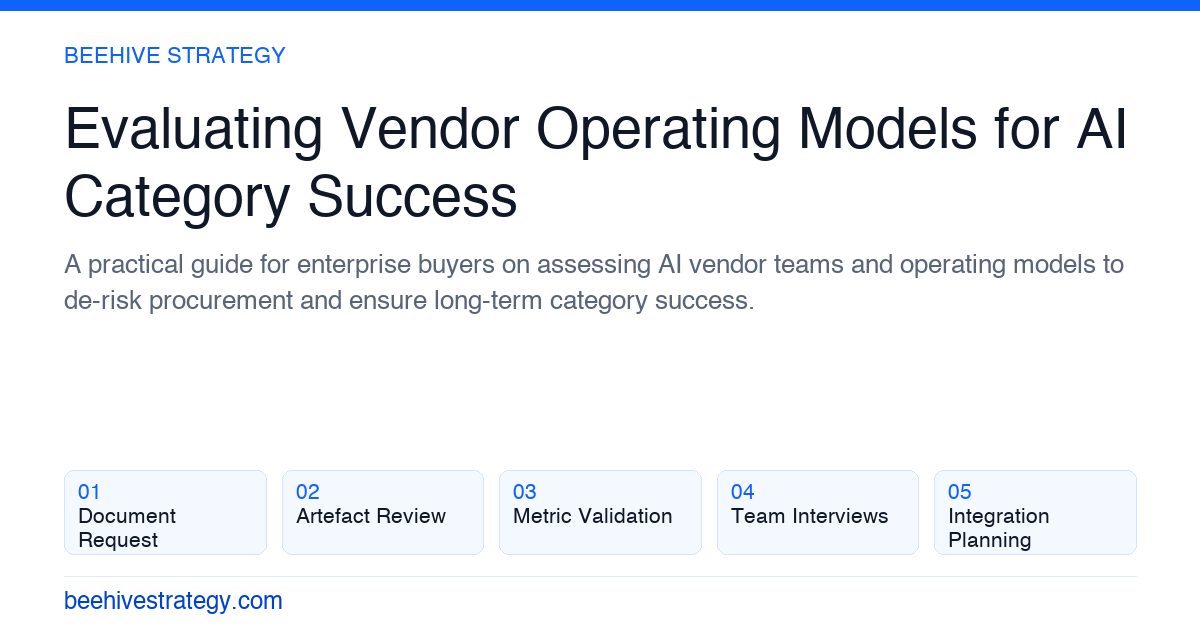 BEEHIVE STRATEGY
Evaluating Vendor Operating Models for AI
Category Success
A practical guide for enterprise buyers on assessing AI vendor teams and operating models to
de-risk procurement and ensure long-term category success.
01
Document
Request
02
Artefact Review
03
Metric Validation
04
Team Interviews
05
Integration
Planning
beehivestrategy.com